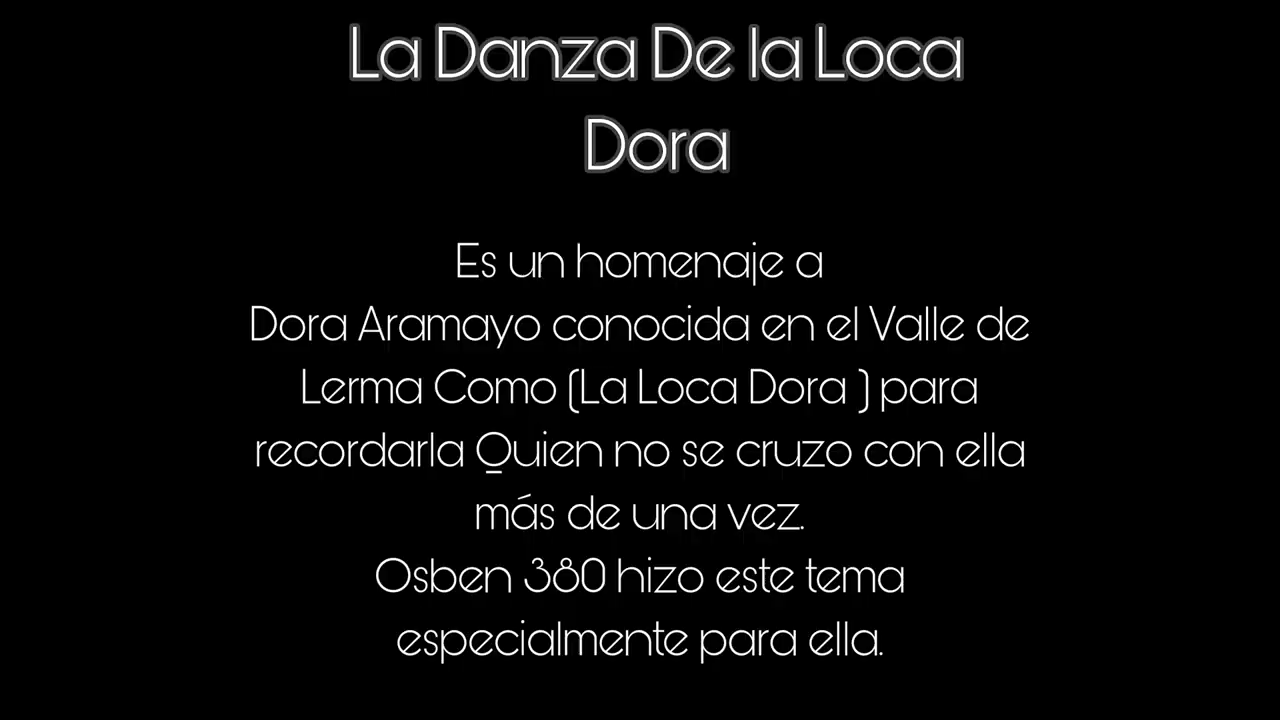 La Danza De la Loca
Dora
Es un homenaje a
Dora Aramayo conocida en el Valle de
Lerma Como (La Loca Dora ) para
recordarla Quien no se cruzo con ella
más de una vez.
Osben 380 hizo este tema
especialmente para ella.